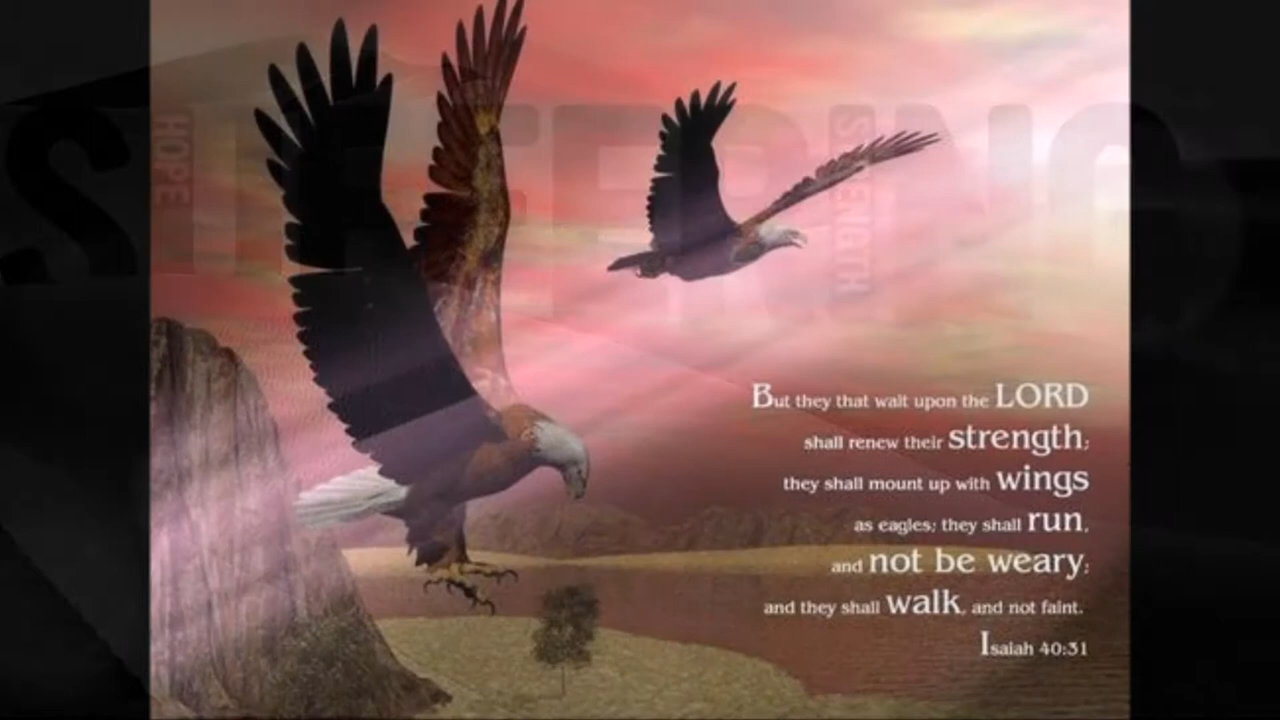 SUFFERING
HOPE
STRENGTH
But they that wait upon the LORD
shall renew their strength;
they shall mount up with wings
as eagles; they shall run,
and not be weary;
and they shall walk, and not faint.
Isaiah 40:31